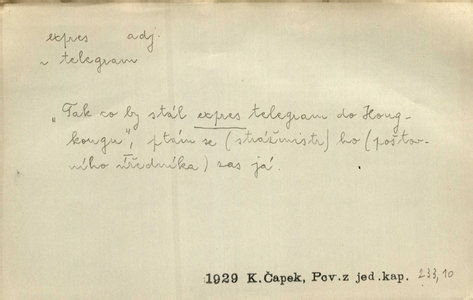 expres adj.
~ telegram
„Tak co by stál expres telegram do Hong-
kongu", ptám se (strážmistr) ho (poštov-
ního úředníka) zas já.
1929 K.Čapek, Pov.z jed.kap. 233,10